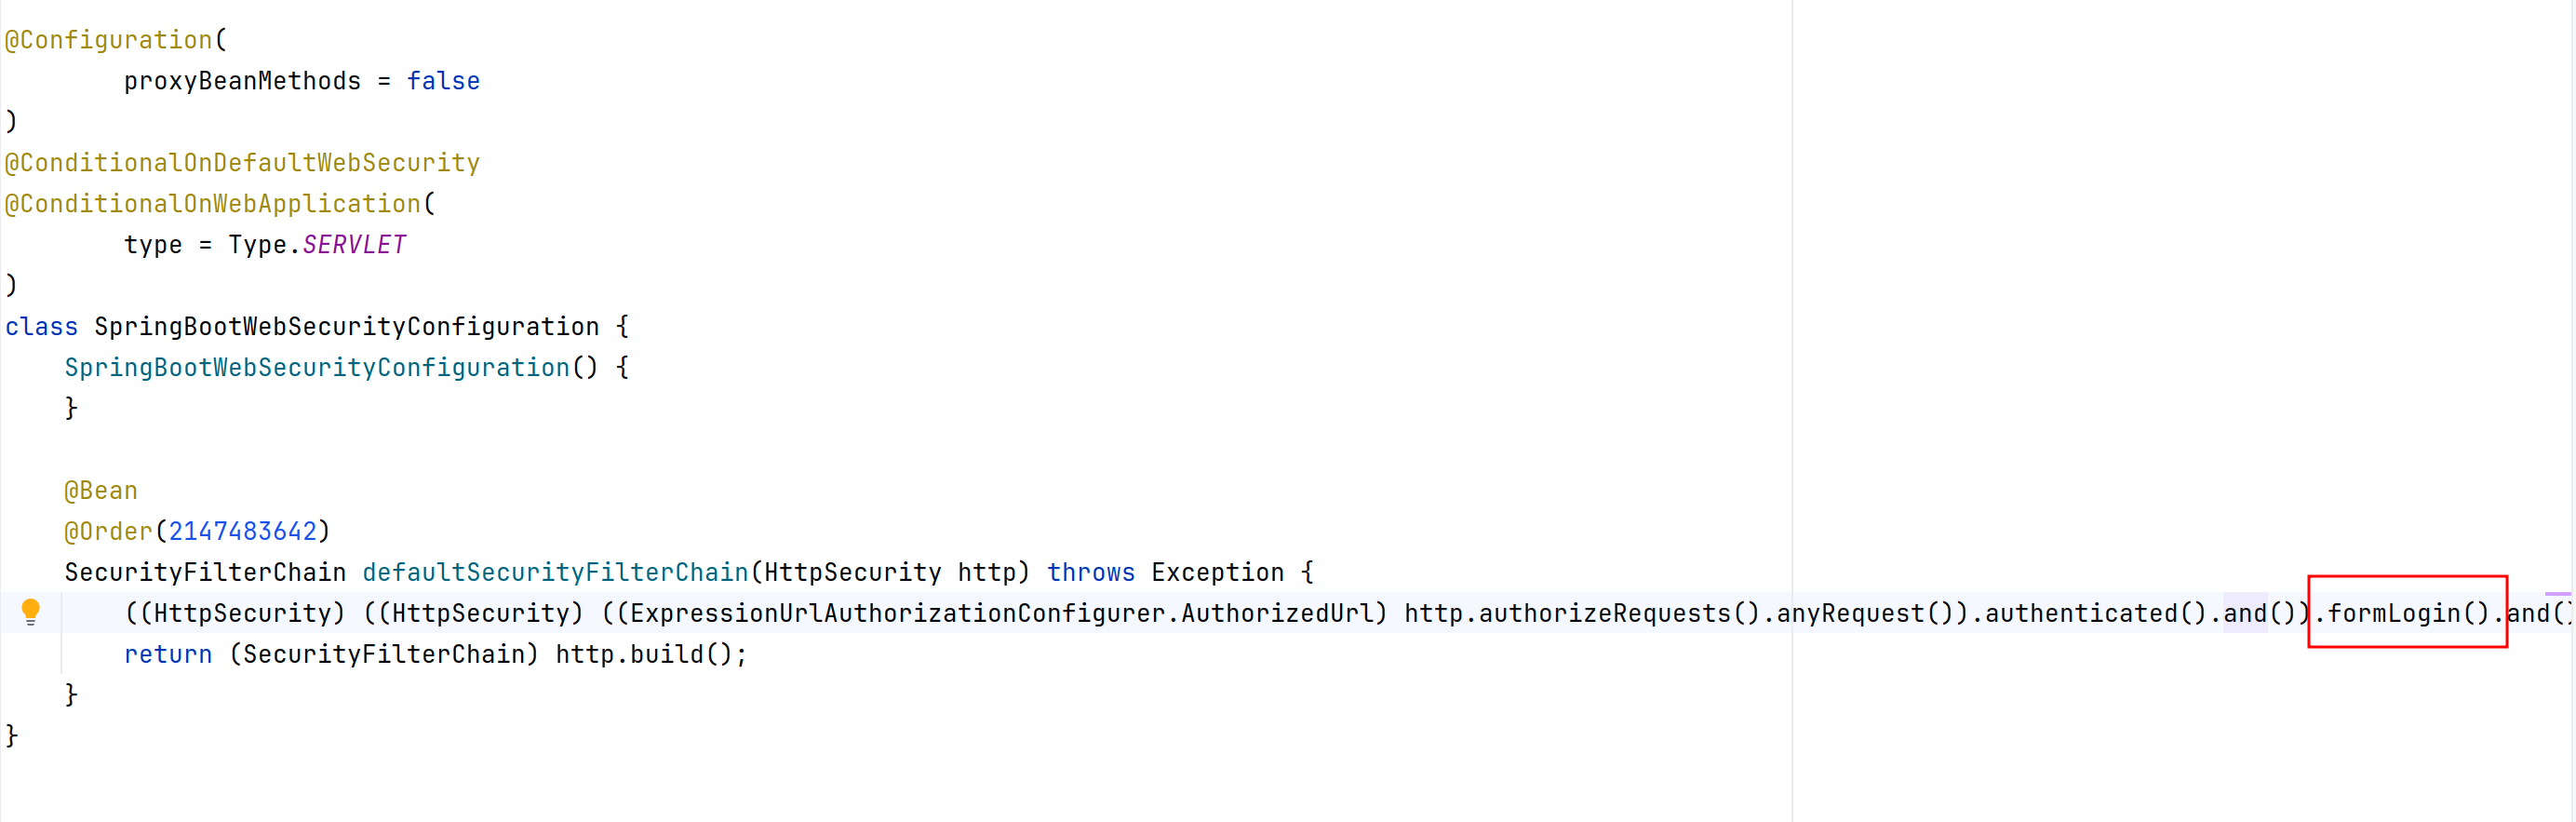 @Configuration(
        proxyBeanMethods = false
)
@ConditionalOnDefaultWebSecurity
@ConditionalOnWebApplication(
        type = Type.SERVLET
)
class SpringBootWebSecurityConfiguration {
    SpringBootWebSecurityConfiguration() {
    }

    @Bean
    @Order(2147483642)
    SecurityFilterChain defaultSecurityFilterChain(HttpSecurity http) throws Exception {
        ((HttpSecurity) ((HttpSecurity) ((ExpressionUrlAuthorizationConfigurer.AuthorizedUrl) http.authorizeRequests().anyRequest()).authenticated().and()).formLogin().and()
        return (SecurityFilterChain) http.build();
    }
}